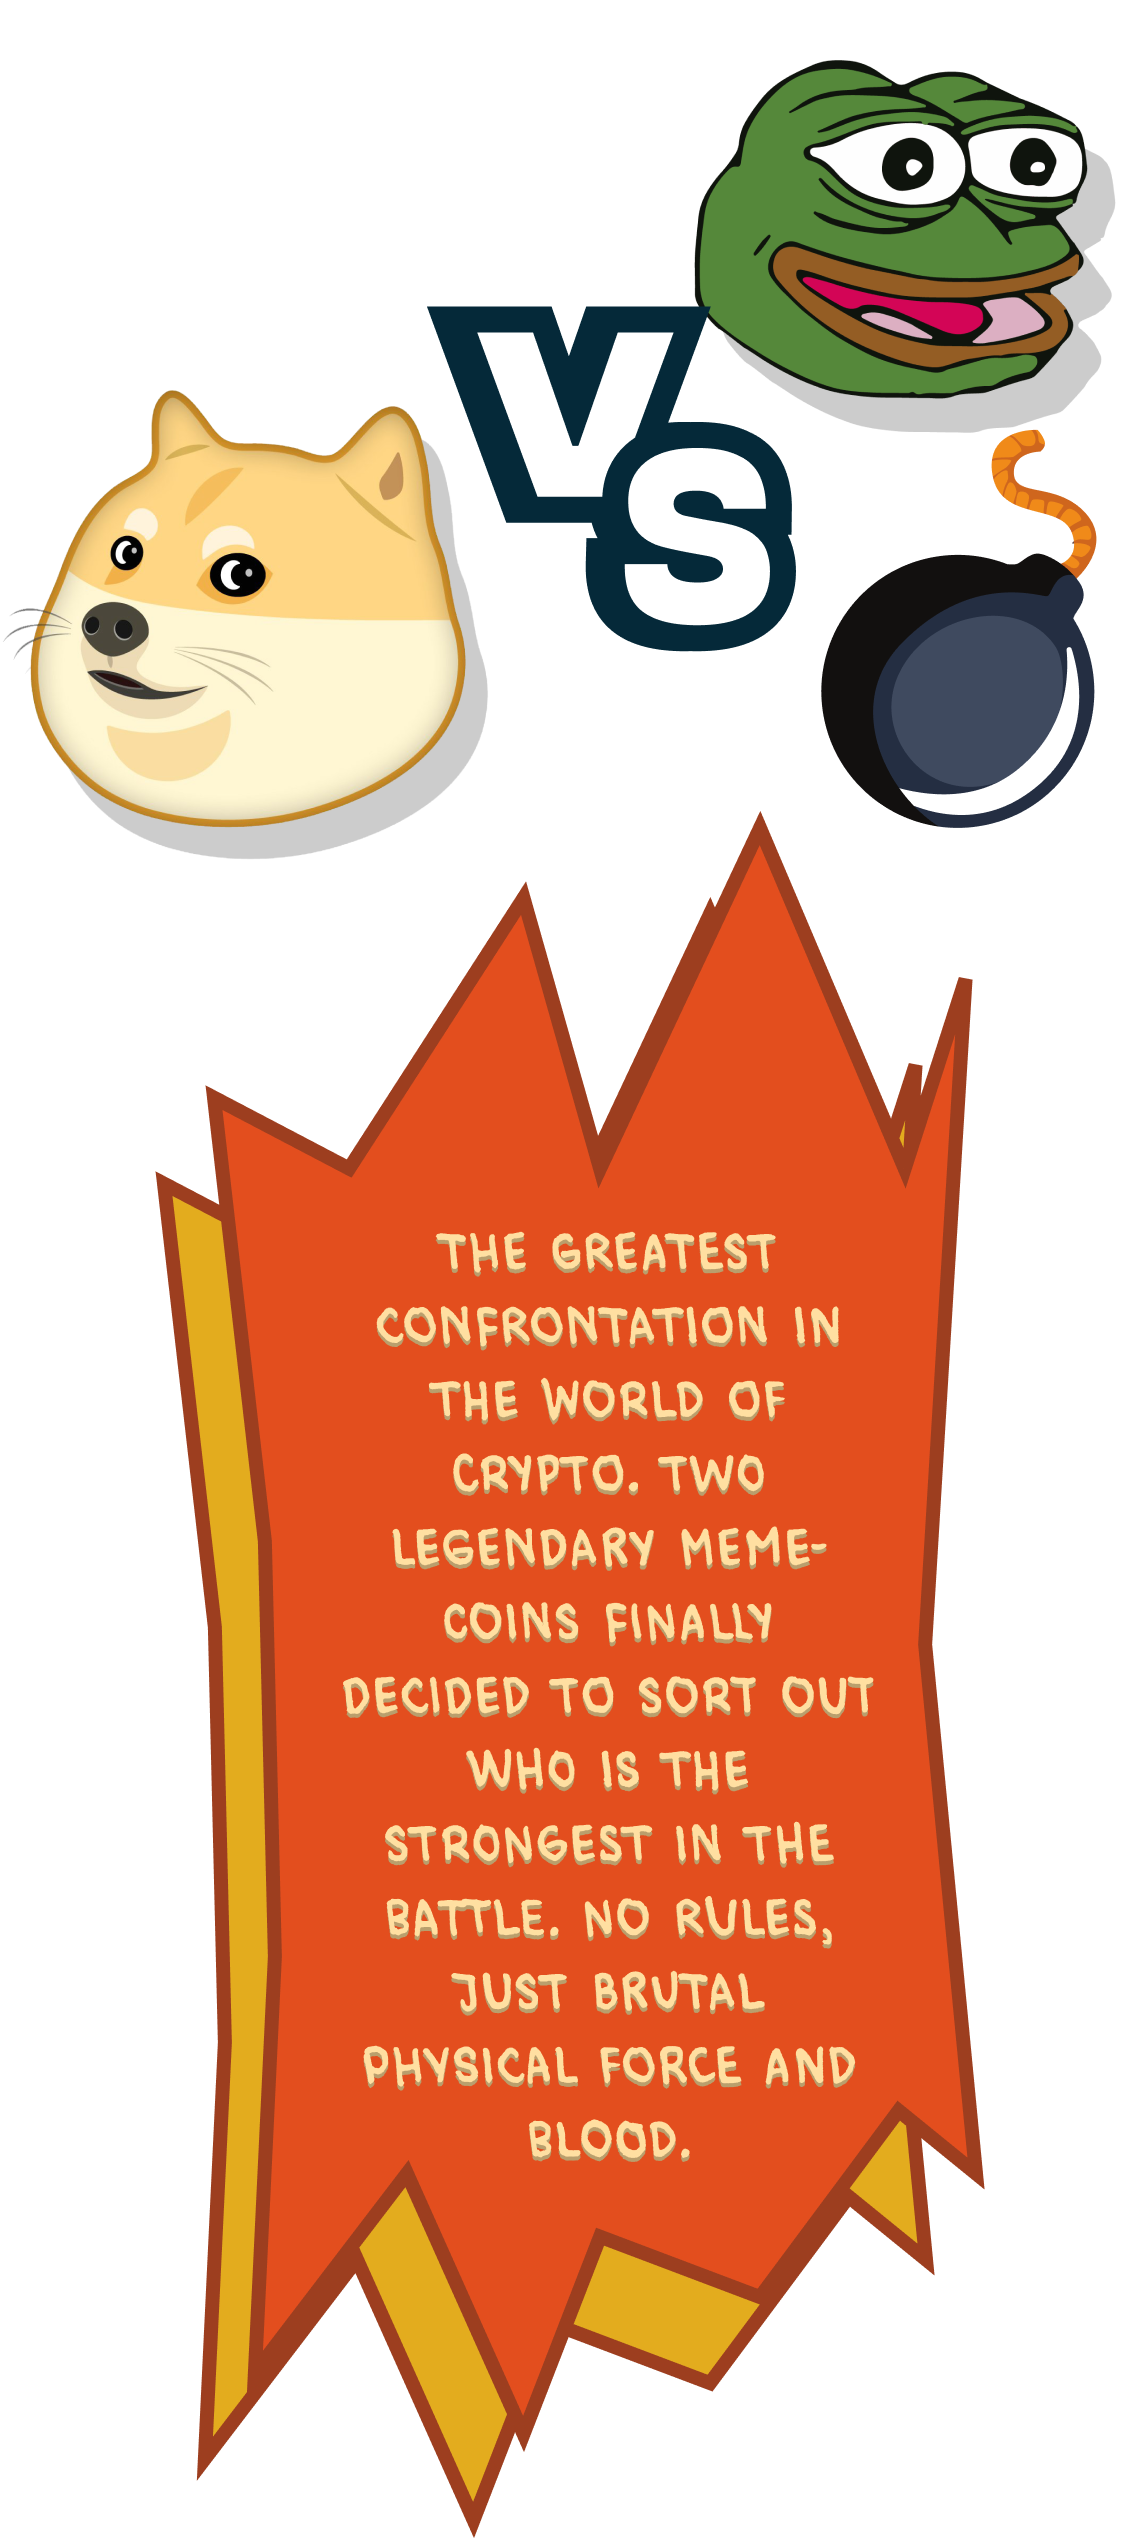 VS
THE GREATEST
CONFRONTATION IN
THE WORLD OF
CRYPTO. TWO
LEGENDARY MEME-
COINS FINALLY
DECIDED TO SORT OUT
WHO IS THE
STRONGEST IN THE
BATTLE. NO RULES,
JUST BRUTAL
PHYSICAL FORCE AND
BLOOD.